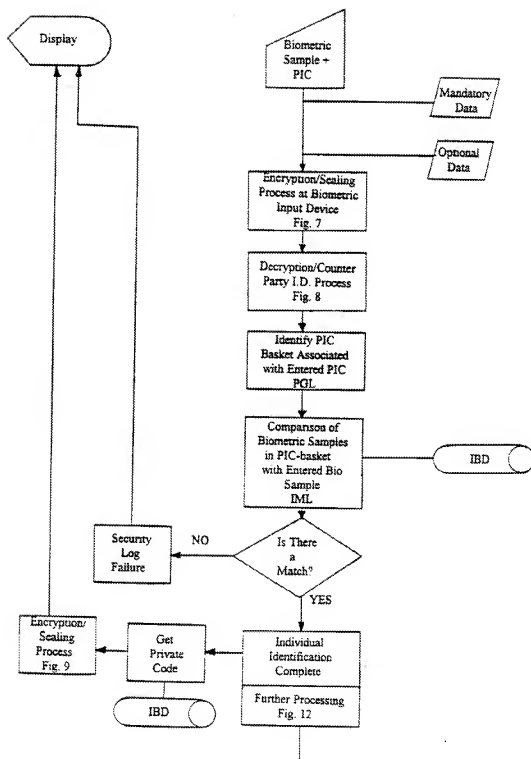 Display
Biometric
Sample +
PIC
Mandatory
Data
Optional
Data
Encryption/Sealing
Process at Biometric
Input Device
Fig. 7
Decryption/Counter
Party I.D. Process
Fig. 8
Identify PIC
Basket Associated
with Entered PIC
PGL
Comparison of
Biometric Samples
in PIC-basket
with Entered Bio
Sample
IML
IBD
Is There
a
Match?
NO
Security
Log
Failure
YES
Individual
Identification
Complete
Get
Private
Code
Encryption/
Sealing
Process
Fig. 9
IBD
Further Processing
Fig. 12